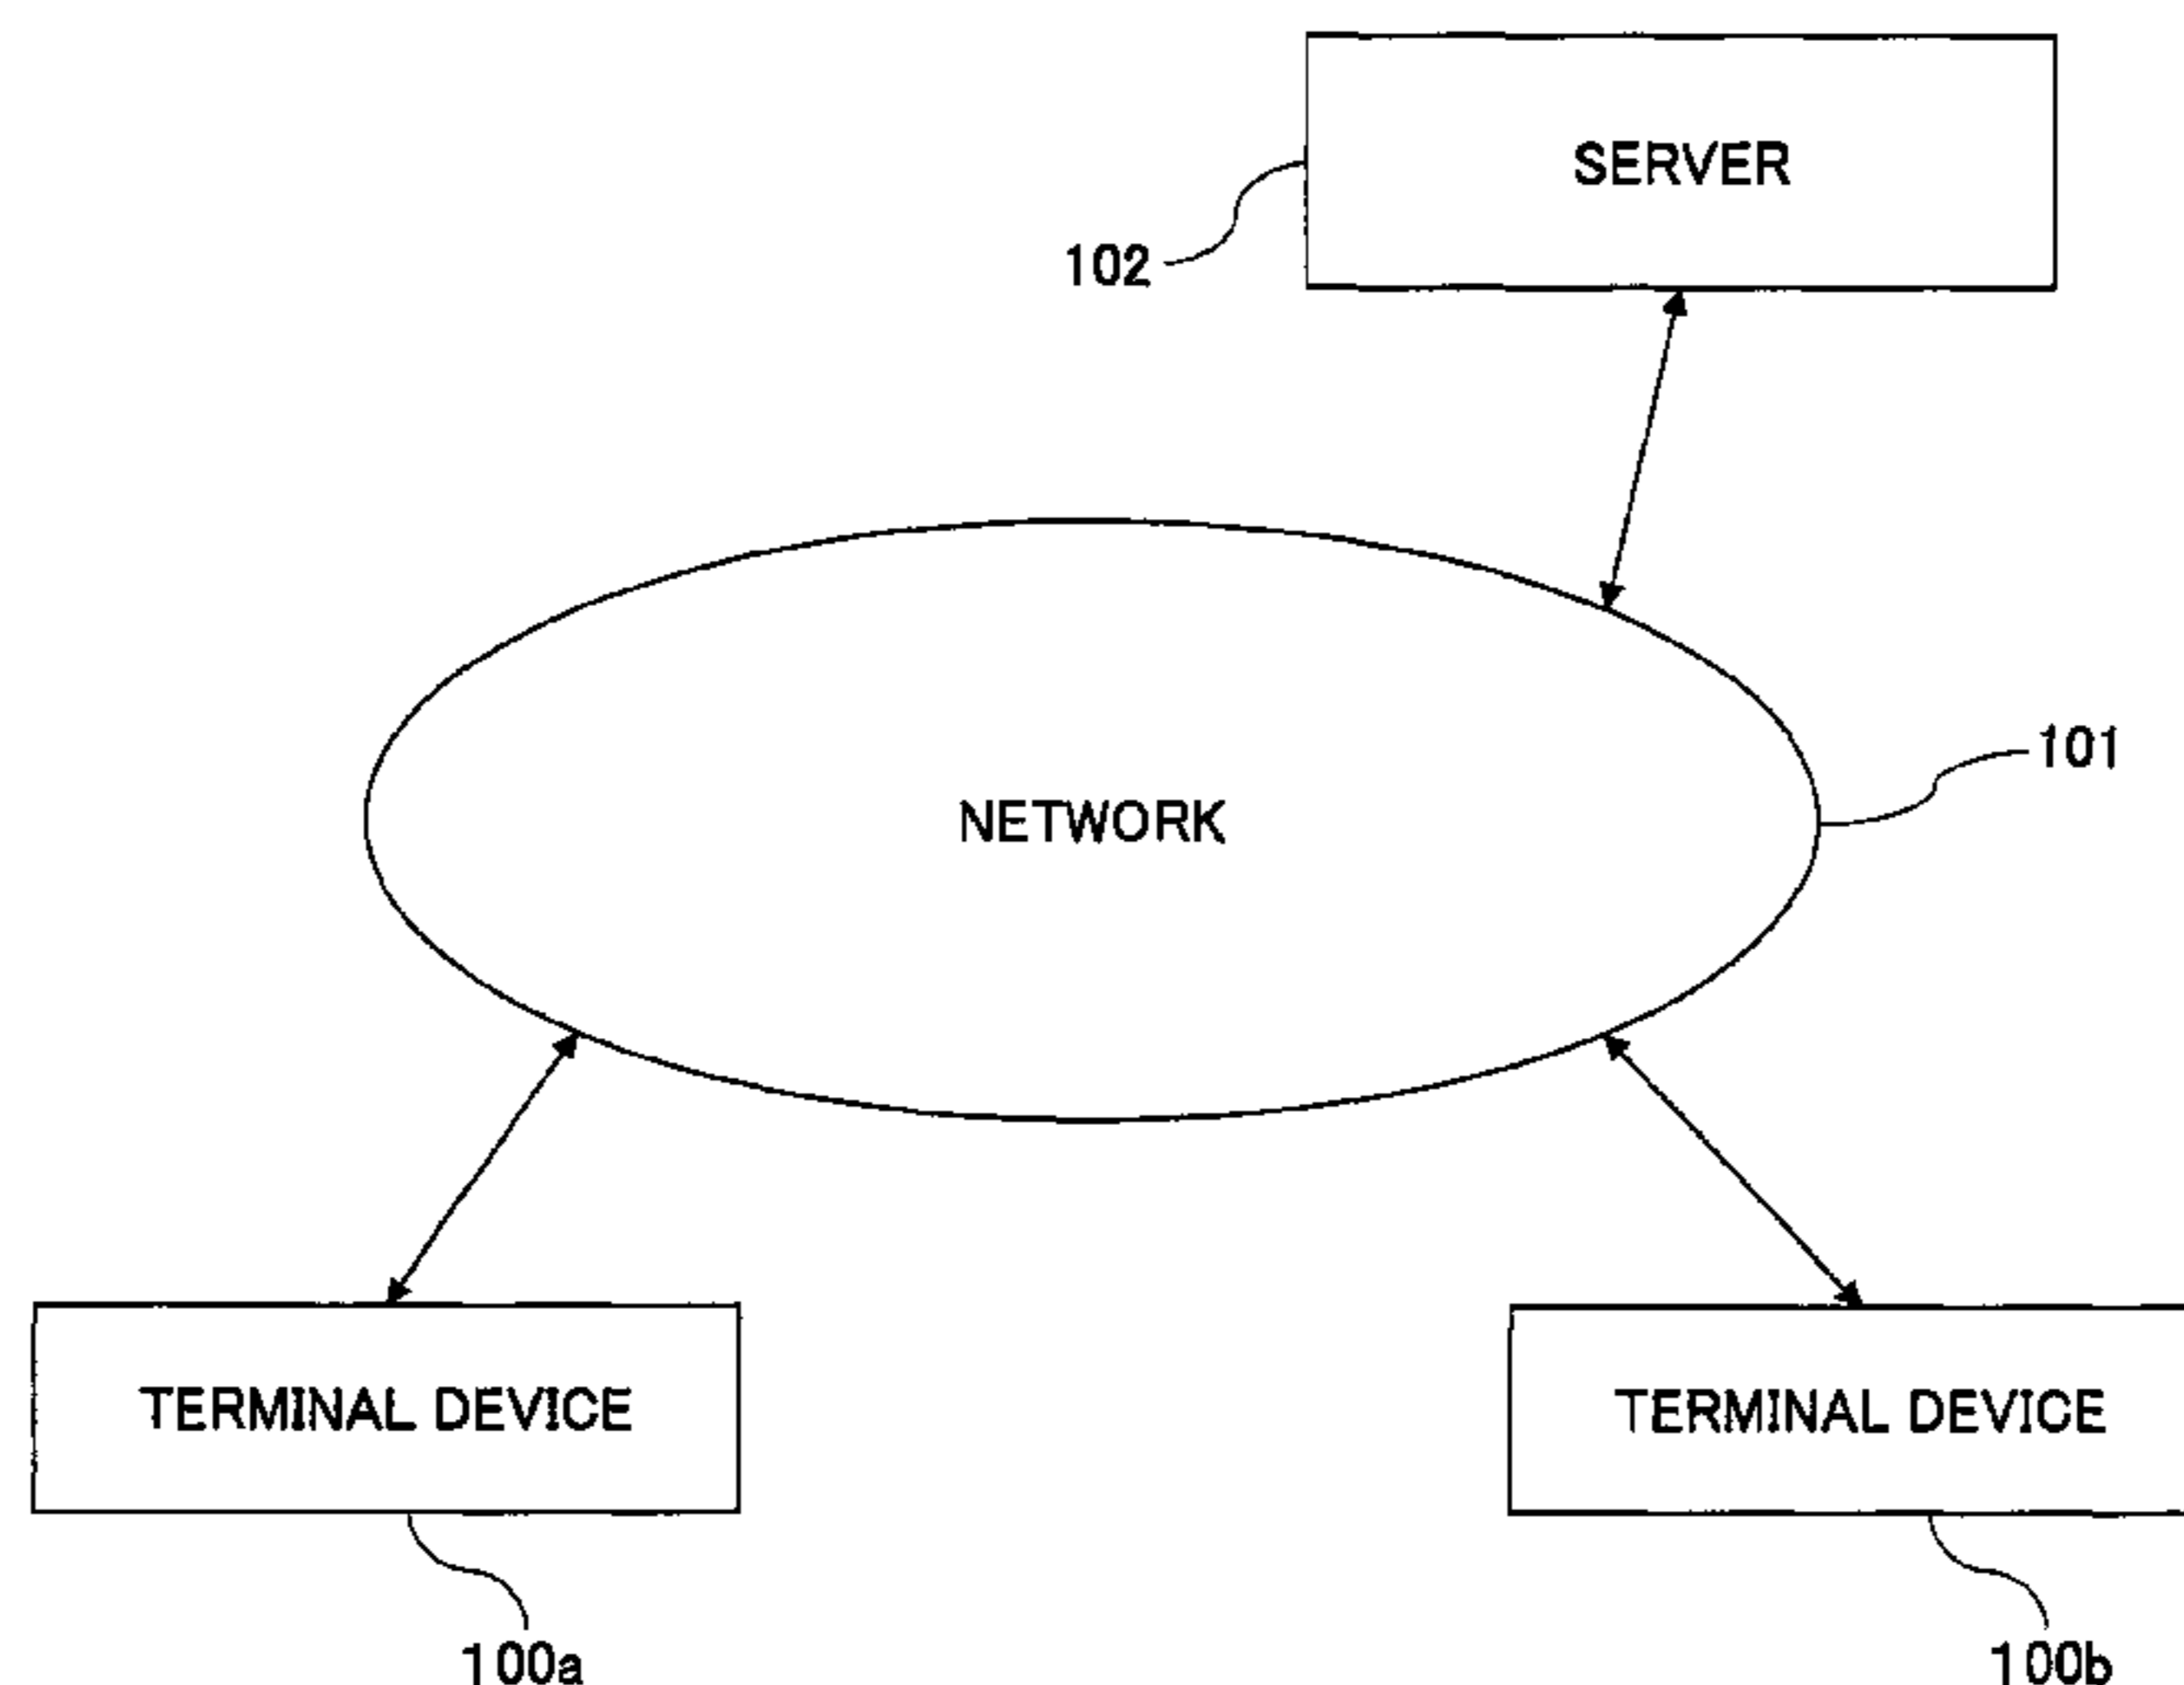 SERVER
102
101
NETWORK
TERMINAL DEVICE
TERMINAL DEVICE
100a
100b